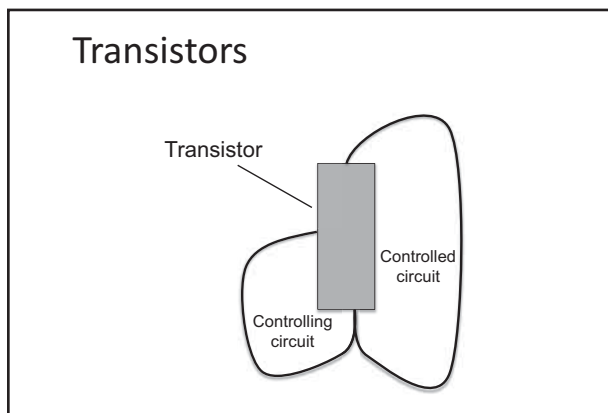 Transistors
Transistor
Controlled
circuit
Controlling
circuit